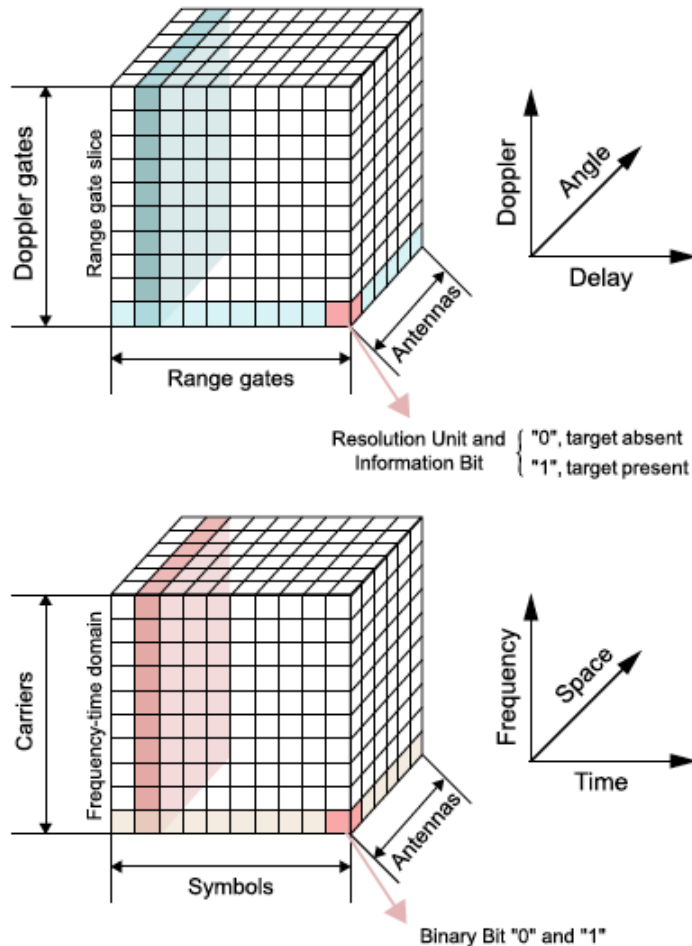 Doppler gates
Range gate slice
Range gates
Antennas
Doppler
Angle
Delay
Resolution Unit and
Information Bit
"0", target absent
"1", target present
Carriers
Frequency-time domain
Symbols
Antennas
Frequency
Space
Time
Binary Bit "0" and "1"